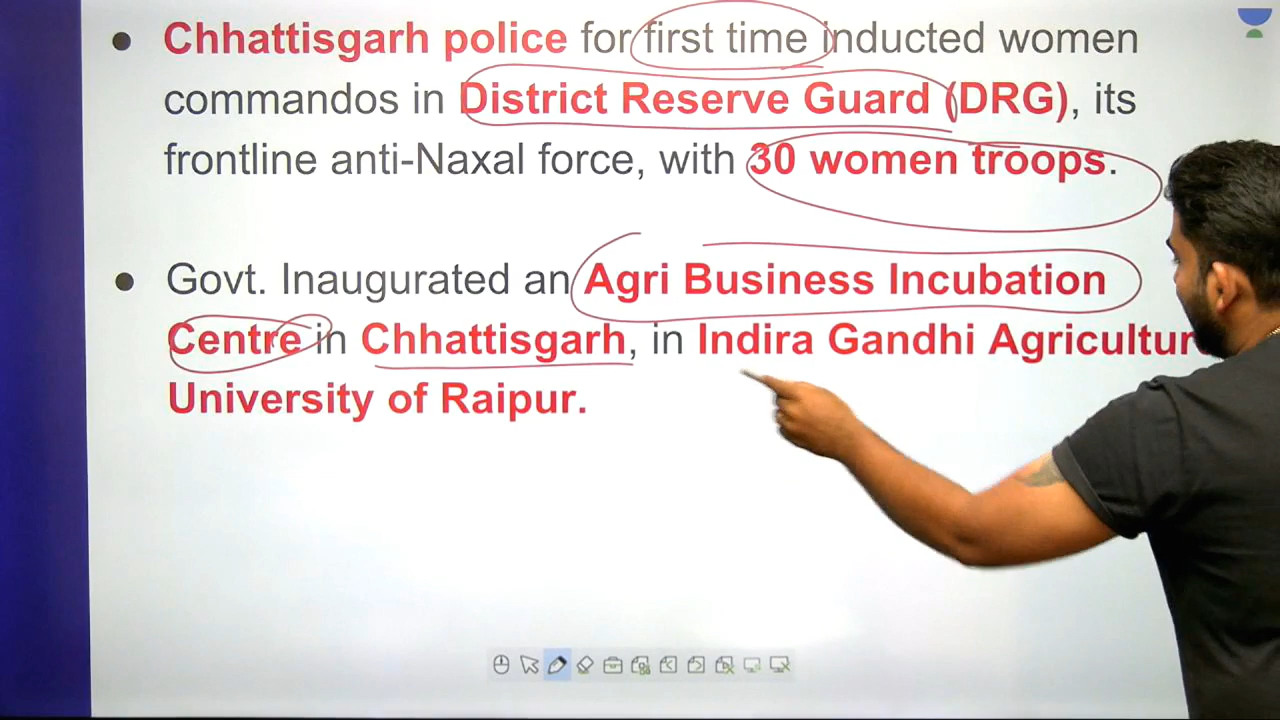 ● Chhattisgarh police for first time inducted women
commandos in District Reserve Guard (DRG), its
frontline anti-Naxal force, with 30 women troops.
● Govt. Inaugurated an Agri Business Incubation
Centre in Chhattisgarh, in Indira Gandhi
University of Raipur.